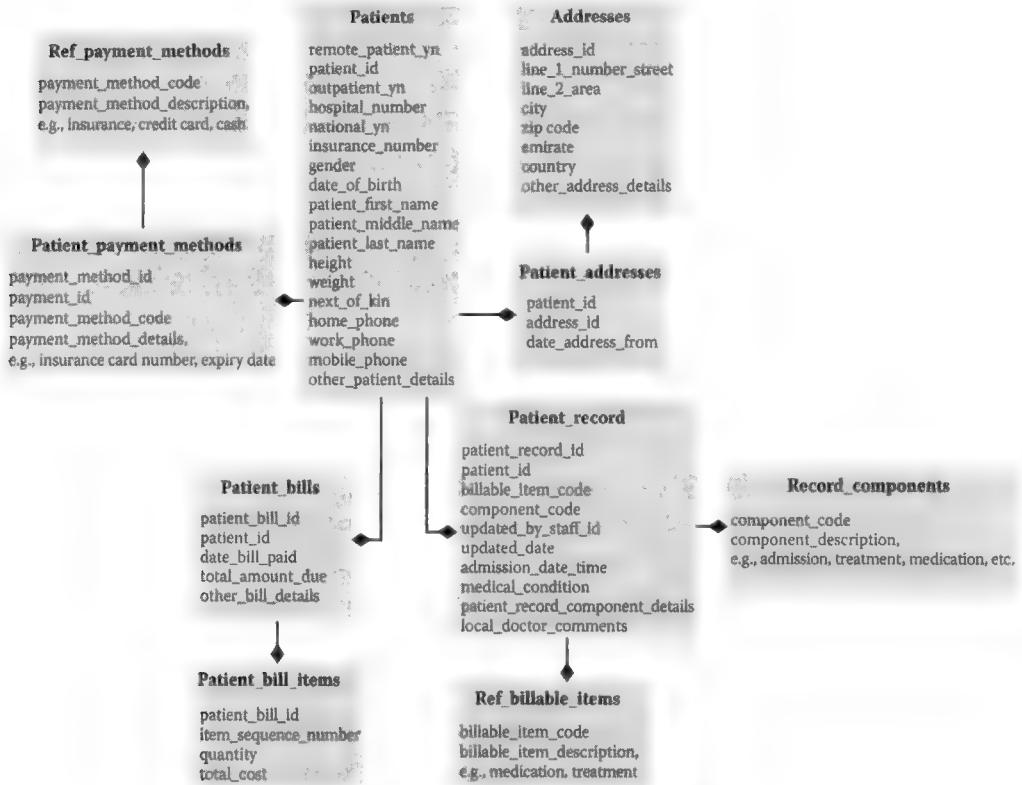 Patients
remote_patient_yn
patient_id
outpatient_yn
hospital_number
national_yn
insurance_number
gender
date_of_birth
patient_first_name
patient_middle_name
patient_last_name
height
weight
next_of_kin
home_phone
work_phone
mobile_phone
other_patient_details
Addresses
address_id
line_1_number_street
line_2_area
city
zip code
emirate
country
other_address_details
Ref_payment_methods
payment_method_code
payment_method_description,
e.g., insurance, credit card, cash
Patient_payment_methods
payment_method_id
payment_id
payment_method_code
payment_method_details,
e.g., insurance card number, expiry date
Patient_addresses
patient_id
address_id
date_address_from
Patient_record
patient_record_id
patient_id
billable_item_code
component_code
updated_by_staff_id
updated_date
admission_date_time
medical_condition
patient_record_component_details
local_doctor_comments
Record_components
component_code
component_description,
e.g., admission, treatment, medication, etc.
Patient_bills
patient_bill_id
patient_id
date_bill_paid
total_amount_due
other_bill_details
Patient_bill_items
patient_bill_id
item_sequence_number
quantity
total_cost
Ref_billable_items
billable_item_code
billable_item_description,
e.g., medication, treatment